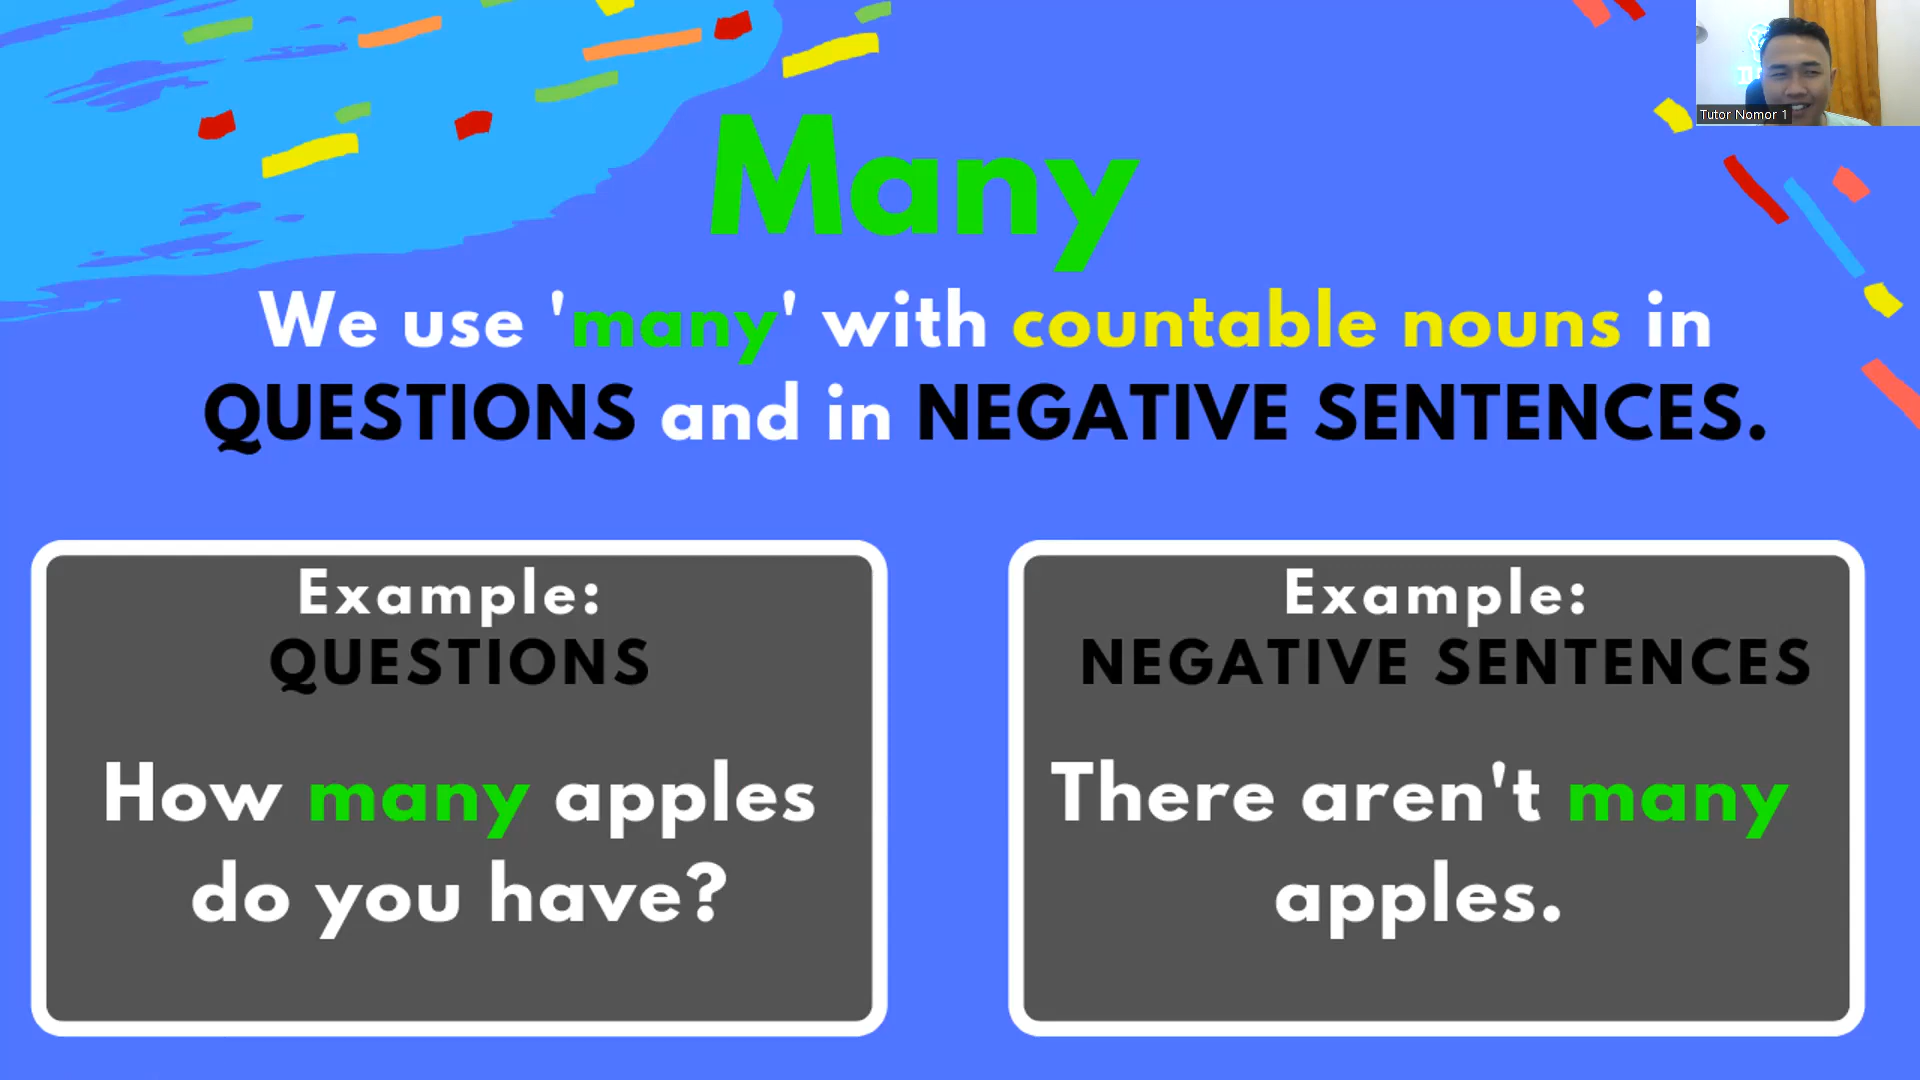 Many
We use 'many' with countable nouns in
QUESTIONS and in NEGATIVE SENTENCES.
Example:
QUESTIONS
How many apples
do you have?
Example:
NEGATIVE SENTENCES
There aren't many
apples.
Tutor Nomor 1